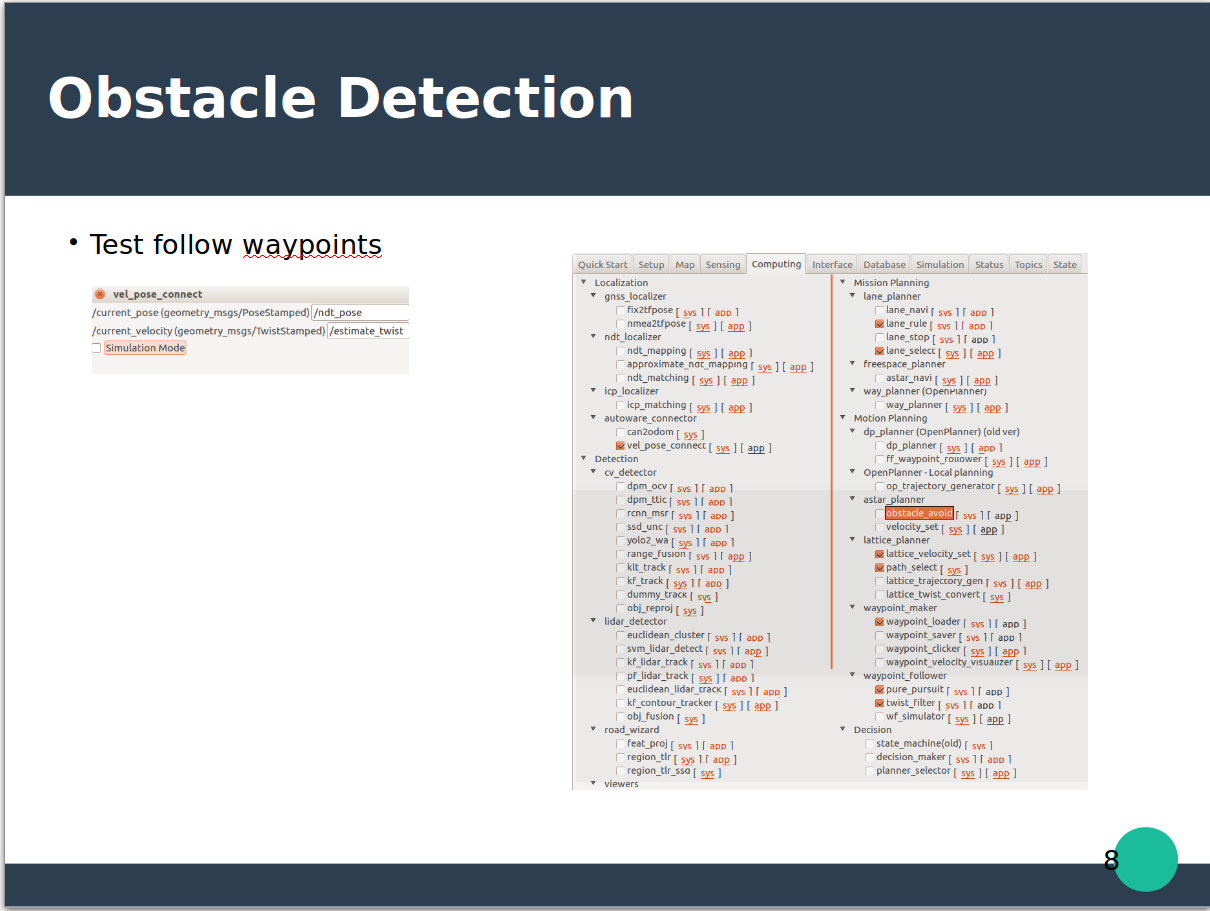 Obstacle Detection
• Test follow waypoints
vel_pose_connect
/current_pose (geometry_msgs/PoseStamped) /ndt_pose
/current_velocity (geometry_msgs/TwistStamped) /estimate_twist
Simulation Mode
Quick Start Setup Map Sensing Computing Interface Database Simulation Status Topics State
Localization
gnss_localizer
fix2tfpose [ sys ] [ app ]
nmea2tfpose [ sys ] [ app ]
ndt_localizer
ndt_mapping [ sys ] [ app ]
approximate_ndt_mapping [ sys ] [ app ]
ndt_matching [ sys ] [ app ]
icp_localizer
icp_matching [ sys ] [ app ]
autoware_connector
can2odom [ sys ]
vel_pose_connect [ sys ] [ app ]
Detection
cv_detector
dpm_ocv [ sys ] [ app ]
dpm_ttic [ sys ] [ app ]
rcnn_msr [ sys ] [ app ]
ssd_unc [ sys ] [ app ]
yolo2_wa [ sys ] [ app ]
range_fusion [ sys ] [ app ]
klt_track [ sys ] [ app ]
kf_track [ sys ] [ app ]
dummy_track [ sys ]
obj_reproj [ sys ]
lidar_detector
euclidean_cluster [ sys ] [ app ]
svm_lidar_detect [ sys ] [ app ]
kf_lidar_track [ sys ] [ app ]
pf_lidar_track [ sys ] [ app ]
euclidean_lidar_track [ sys ] [ app ]
kf_contour_tracker [ sys ] [ app ]
obj_fusion [ sys ]
road_wizard
feat_proj [ sys ] [ app ]
region_tlr [ sys ] [ app ]
region_tlr_ssd [ sys ]
viewers
Mission Planning
lane_planner
lane_navi [ sys ] [ app ]
lane_rule [ sys ] [ app ]
lane_stop [ sys ] [ app ]
lane_select [ sys ] [ app ]
freespace_planner
astar_navi [ sys ] [ app ]
way_planner (OpenPlanner)
way_planner [ sys ] [ app ]
Motion Planning
dp_planner (OpenPlanner) (old ver)
dp_planner [ sys ] [ app ]
ff_waypoint_follower [ sys ] [ app ]
OpenPlanner - Local planning
op_trajectory_generator [ sys ] [ app ]
astar_planner
obstacle_avoid [ sys ] [ app ]
velocity_set [ sys ] [ app ]
lattice_planner
lattice_velocity_set [ sys ] [ app ]
path_select [ sys ]
lattice_trajectory_gen [ sys ] [ app ]
lattice_twist_convert [ sys ]
waypoint_maker
waypoint_loader [ sys ] [ app ]
waypoint_saver [ sys ] [ app ]
waypoint_clicker [ sys ] [ app ]
waypoint_velocity_visualizer [ sys ] [ app ]
waypoint_follower
pure_pursuit [ sys ] [ app ]
twist_filter [ sys ] [ app ]
wf_simulator [ sys ] [ app ]
Decision
state_machine(old) [ sys ]
decision_maker [ sys ] [ app ]
planner_selector [ sys ] [ app ]
8